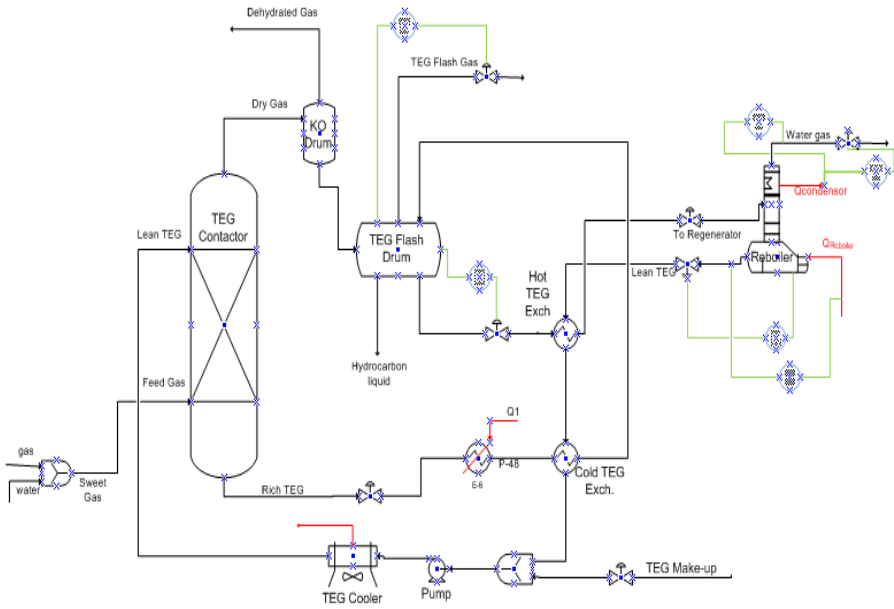 Dehydrated Gas
TEG Flash Gas
Dry Gas
KO
Drum
Water gas
Qcondensor
Lean TEG
TEG
Contactor
TEG Flash
Drum
To Regenerator
QReboiler
Reboiler
Lean TEG
Hot
TEG
Exch
Hydrocarbon
liquid
Feed Gas
Q1
gas
water
Sweet
Gas
P-48
E-8
Cold TEG
Exch.
Rich TEG
TEG Make-up
TEG Cooler
Pump